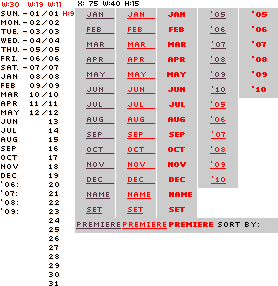 W:30 W:19 W:11
SUN. -01/01 H:9
MON. -02/02
TUE. -03/03
WED. -04/04
THU. -05/05
FRI. -06/06
SAT. -07/07
JAN 08/08
FEB 09/09
MAR 10/10
APR 11/11
MAY 12/12
JUN 13
JUL 14
AUG 15
SEP 16
OCT 17
NOV 18
DEC 19
'06: 20
'07: 21
'08: 22
'09: 23
24
25
26
27
28
29
30
31
X: 75 W:40 H:15
JAN JAN JAN '05 '05
FEB FEB FEB '06 '06
MAR MAR MAR '07 '07
APR APR APR '08 '08
MAY MAY MAY '09 '09
JUN JUN JUN '10 '10
JUL JUL JUL '05
AUG AUG AUG '06
SEP SEP SEP '07
OCT OCT OCT '08
NOV NOV NOV '09
DEC DEC DEC '10
NAME NAME NAME
SET SET SET
PREMIERE PREMIERE PREMIERE SORT BY: